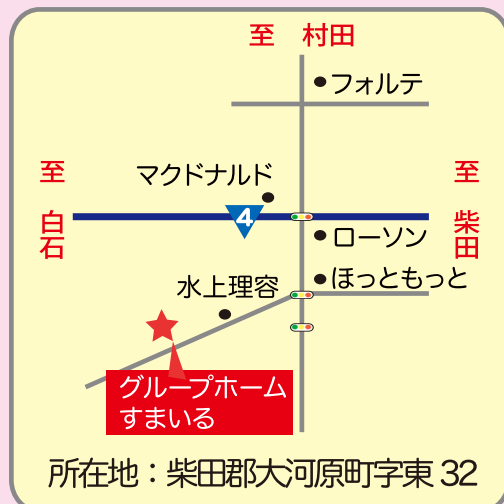 至 村田
フォルテ
マクドナルド
至 白石
至 柴田
4
ローソン
ほっともっと
水上理容
グループホーム
すまいる
所在地：柴田郡大河原町字東32